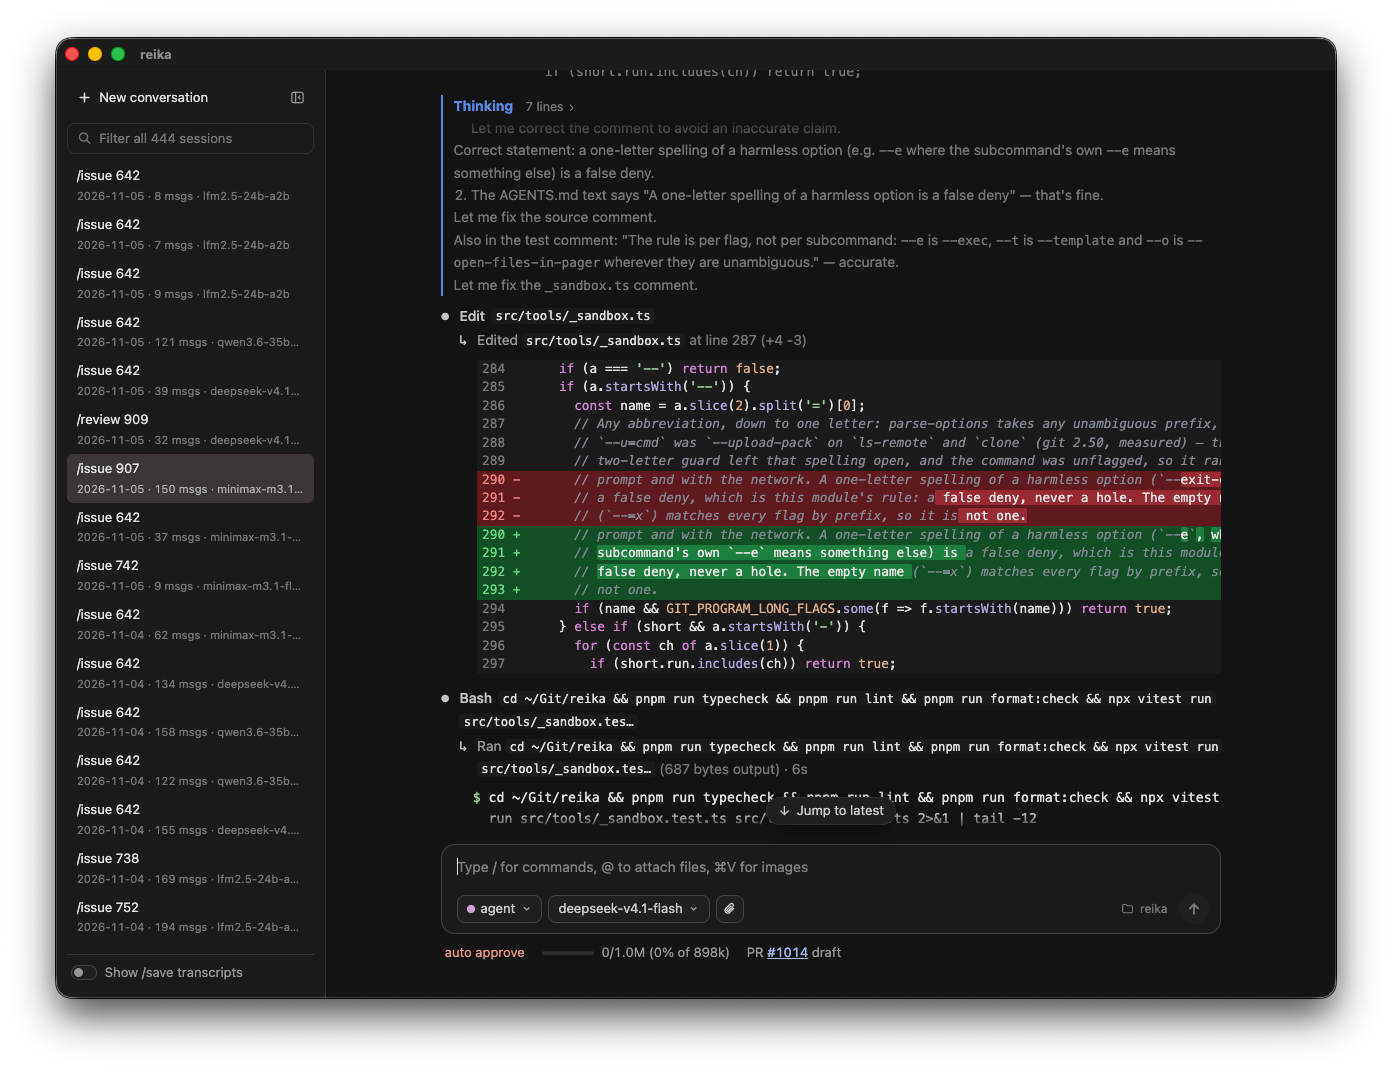 reika
New conversation
Filter all 444 sessions
/issue 642
2026-11-05 · 8 msgs · lfm2.5-24b-a2b
/issue 642
2026-11-05 · 7 msgs · lfm2.5-24b-a2b
/issue 642
2026-11-05 · 9 msgs · lfm2.5-24b-a2b
/issue 642
2026-11-05 · 121 msgs · qwen3.6-35b...
/issue 642
2026-11-05 · 39 msgs · deepseek-v4.1...
/review 909
2026-11-05 · 32 msgs · deepseek-v4.1...
/issue 907
2026-11-05 · 150 msgs · minimax-m3.1...
/issue 642
2026-11-05 · 37 msgs · minimax-m3.1-...
/issue 742
2026-11-05 · 9 msgs · minimax-m3.1-fl...
/issue 642
2026-11-04 · 62 msgs · minimax-m3.1-...
/issue 642
2026-11-04 · 134 msgs · deepseek-v4....
/issue 642
2026-11-04 · 158 msgs · qwen3.6-35b...
/issue 642
2026-11-04 · 122 msgs · qwen3.6-35b...
/issue 642
2026-11-04 · 155 msgs · deepseek-v4....
/issue 738
2026-11-04 · 169 msgs · lfm2.5-24b-a...
/issue 752
2026-11-04 · 194 msgs · lfm2.5-24b-a...
Show /save transcripts
if (short.run.includes(ch)) return true;
Thinking 7 lines ›
Let me correct the comment to avoid an inaccurate claim.
Correct statement: a one-letter spelling of a harmless option (e.g. --e where the subcommand's own --e means
something else) is a false deny.
2. The AGENTS.md text says "A one-letter spelling of a harmless option is a false deny" — that's fine.
Let me fix the source comment.
Also in the test comment: "The rule is per flag, not per subcommand: --e is --exec, --t is --template and --o is --
open-files-in-pager wherever they are unambiguous." — accurate.
Let me fix the _sandbox.ts comment.
Edit src/tools/_sandbox.ts
↳ Edited src/tools/_sandbox.ts at line 287 (+4 -3)
284 if (a === '--') return false;
285 if (a.startsWith('--')) {
286 const name = a.slice(2).split('=')[0];
287 // Any abbreviation, down to one letter: parse-options takes any unambiguous prefix,
288 // `--u=cmd` was `--upload-pack` on `ls-remote` and `clone` (git 2.50, measured) — t
289 // two-letter guard left that spelling open, and the command was unflagged, so it ra
290 - // prompt and with the network. A one-letter spelling of a harmless option (`--exit-
291 - // a false deny, which is this module's rule: a false deny, never a hole. The empty
292 - // (`--=x`) matches every flag by prefix, so it is not one.
290 + // prompt and with the network. A one-letter spelling of a harmless option (`--e`, w
291 + // subcommand's own `--e` means something else) is a false deny, which is this modul
292 + // false deny, never a hole. The empty name (`--=x`) matches every flag by prefix, s
293 + // not one.
294 if (name && GIT_PROGRAM_LONG_FLAGS.some(f => f.startsWith(name))) return true;
295 } else if (short && a.startsWith('-')) {
296 for (const ch of a.slice(1)) {
297 if (short.run.includes(ch)) return true;
Bash cd ~/Git/reika && pnpm run typecheck && pnpm run lint && pnpm run format:check && npx vitest run
src/tools/_sandbox.tes…
↳ Ran cd ~/Git/reika && pnpm run typecheck && pnpm run lint && pnpm run format:check && npx vitest run
src/tools/_sandbox.tes… (687 bytes output) · 6s
$ cd ~/Git/reika && pnpm run typecheck && pnpm run lint && pnpm run format:check && npx vitest
run src/tools/_sandbox.test.ts src/ ts 2>&1 | tail -12
↓ Jump to latest
Type / for commands, @ to attach files, ⌘V for images
agent deepseek-v4.1-flash reika
auto approve 0/1.0M (0% of 898k) PR #1014 draft